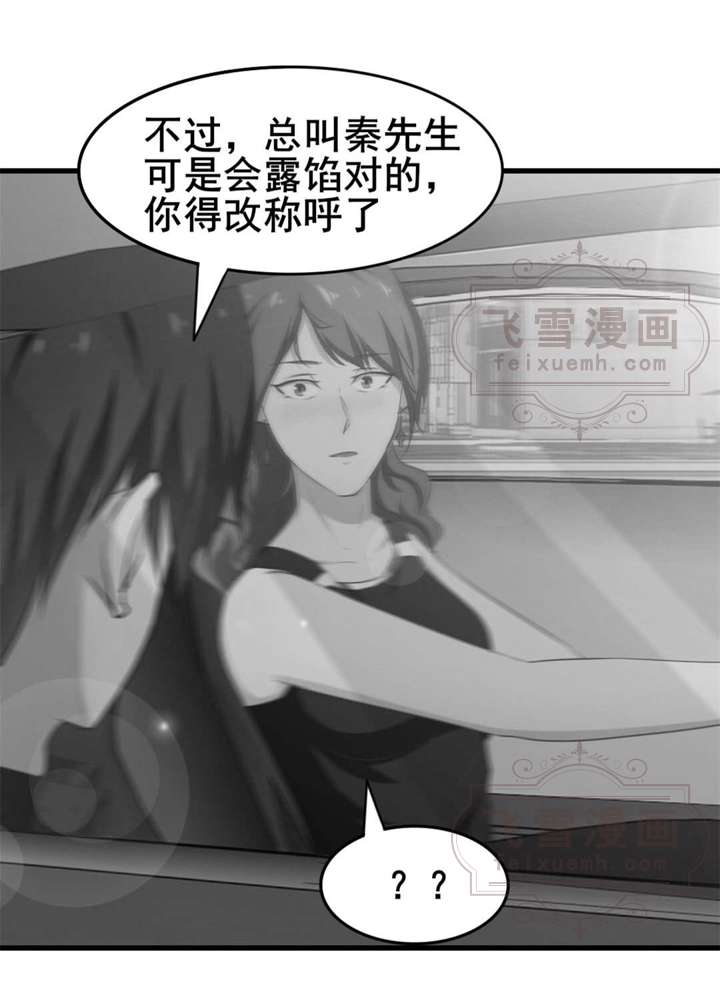 不过，总叫秦先生
可是会露馅对的，
你得改称呼了
飞雪漫画
feixuemh.com
飞雪漫画
feixuemh.com
？？